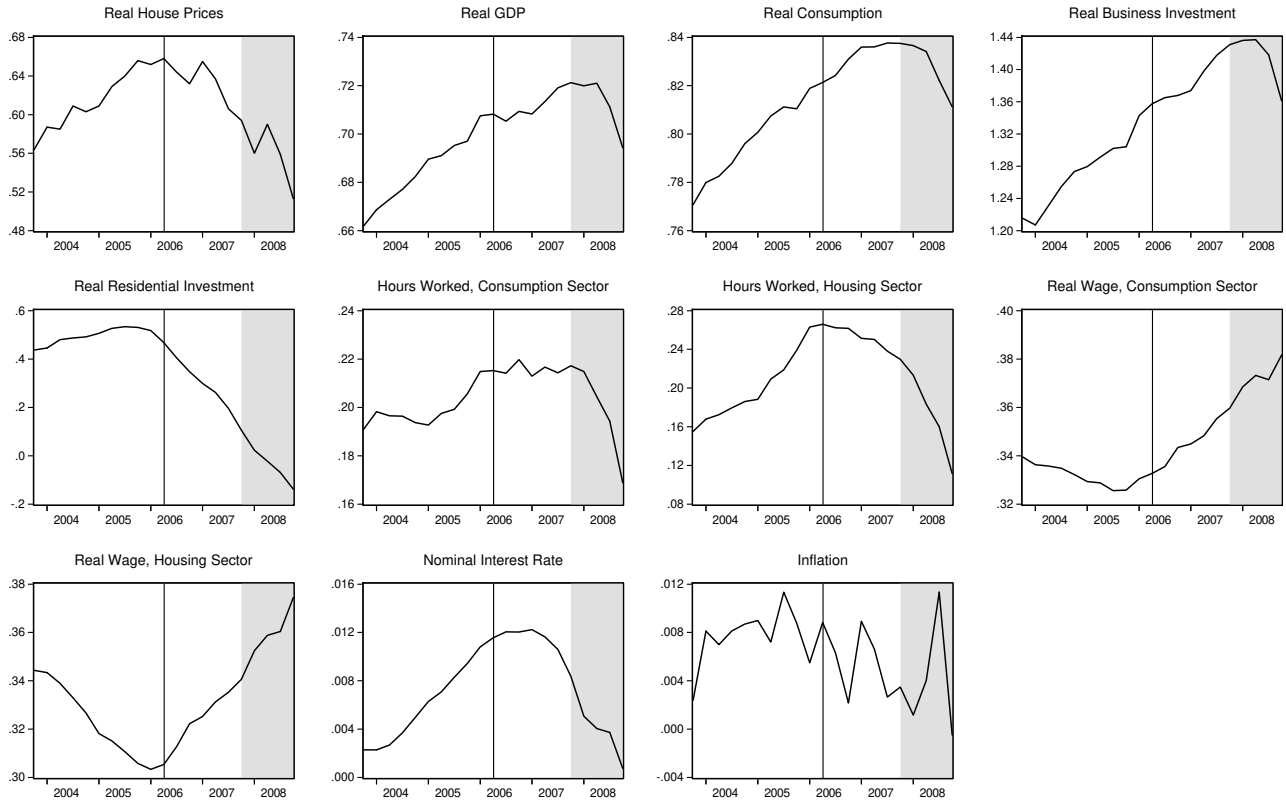 Real House Prices
.68
.64
.60
.56
.52
.48
2004 2005 2006 2007 2008
Real GDP
.74
.72
.70
.68
.66
2004 2005 2006 2007 2008
Real Consumption
.84
.82
.80
.78
.76
2004 2005 2006 2007 2008
Real Business Investment
1.44
1.40
1.36
1.32
1.28
1.24
1.20
2004 2005 2006 2007 2008
Real Residential Investment
.6
.4
.2
.0
-.2
2004 2005 2006 2007 2008
Hours Worked, Consumption Sector
.24
.22
.20
.18
.16
2004 2005 2006 2007 2008
Hours Worked, Housing Sector
.28
.24
.20
.16
.12
.08
2004 2005 2006 2007 2008
Real Wage, Consumption Sector
.40
.38
.36
.34
.32
2004 2005 2006 2007 2008
Real Wage, Housing Sector
.38
.36
.34
.32
.30
2004 2005 2006 2007 2008
Nominal Interest Rate
.016
.012
.008
.004
.000
2004 2005 2006 2007 2008
Inflation
.012
.008
.004
.000
-.004
2004 2005 2006 2007 2008